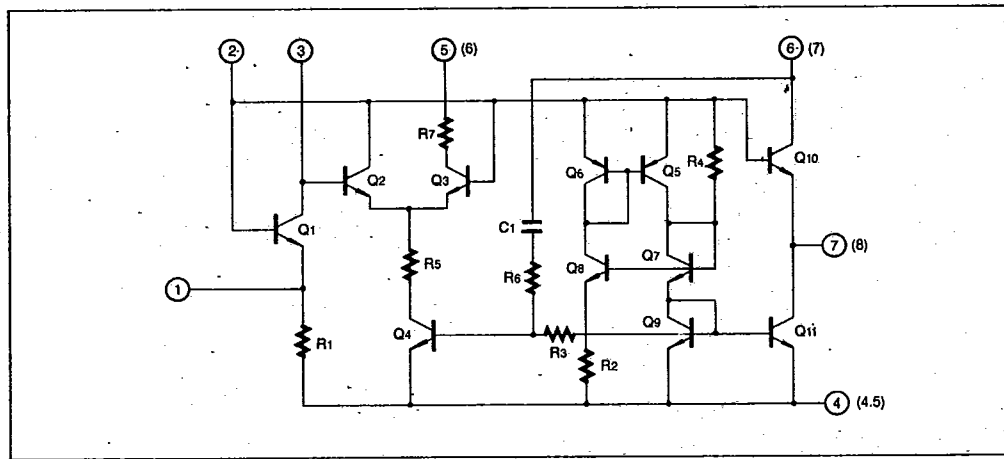 2 3 5 (6) 6 (7)
R7 Q10
Q2 Q3 Q6 Q5 R4
Q1 C1
7 (8)
R5 R6 Q8 Q7
1
Q4 Q9 Q11
R1 R3 R2
4 (4.5)